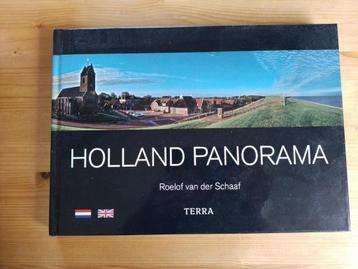 HOLLAND PANORAMA
Roelof van der Schaaf
TERRA